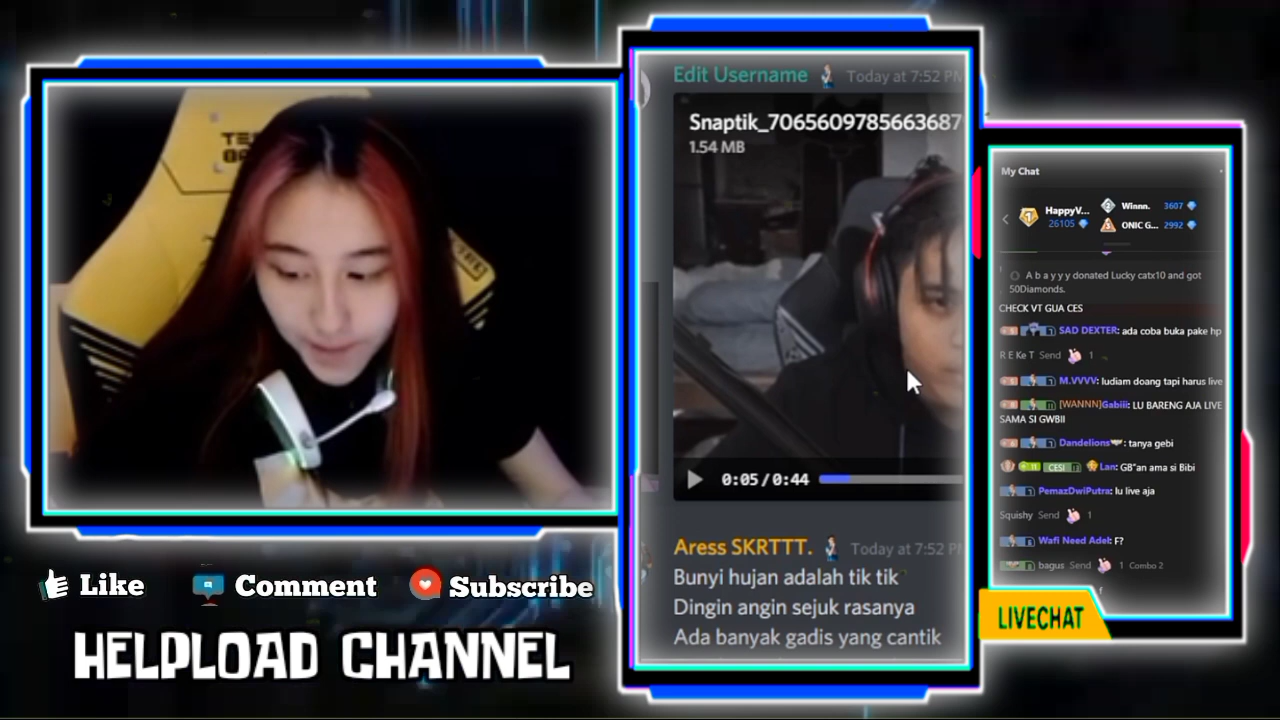 Edit Username Today at 7:52 PM
Snaptik_7065609785663687
1.54 MB
0:05 / 0:44
Aress SKRTTT. Today at 7:52 PM
Bunyi hujan adalah tik tik
Dingin angin sejuk rasanya
Ada banyak gadis yang cantik
My Chat
HappyV...
26105
Winnn. 3607
ONIC G... 2992
A b a y y y donated Lucky catx10 and got
50Diamonds.
CHECK VT GUA CES
SAD DEXTER: ada coba buka pake hp
R E Ke T Send 1
M.VVVV: ludiam doang tapi harus live
[WANNN]Gabiii: LU BARENG AJA LIVE
SAMA SI GWBII
Dandelions: tanya gebi
CESI Lan: G8"an ama si Bibi
PemazDwiPutra: lu live aja
Squishy Send 1
Wafi Need Adel: F?
bagus Send 1 Combo 2
LIVECHAT
Like
Comment
Subscribe
HELPLOAD CHANNEL